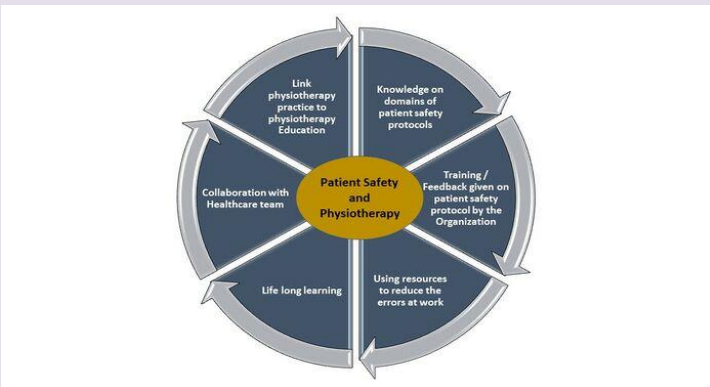 Link
physiotherapy
practice to
physiotherapy
Education
Knowledge on
domains of
patient safety
protocols
Training /
Feedback given on
patient safety
protocol by the
Organization
Using resources
to reduce the
errors at work
Life long learning
Collaboration with
Healthcare team
Patient Safety
and
Physiotherapy